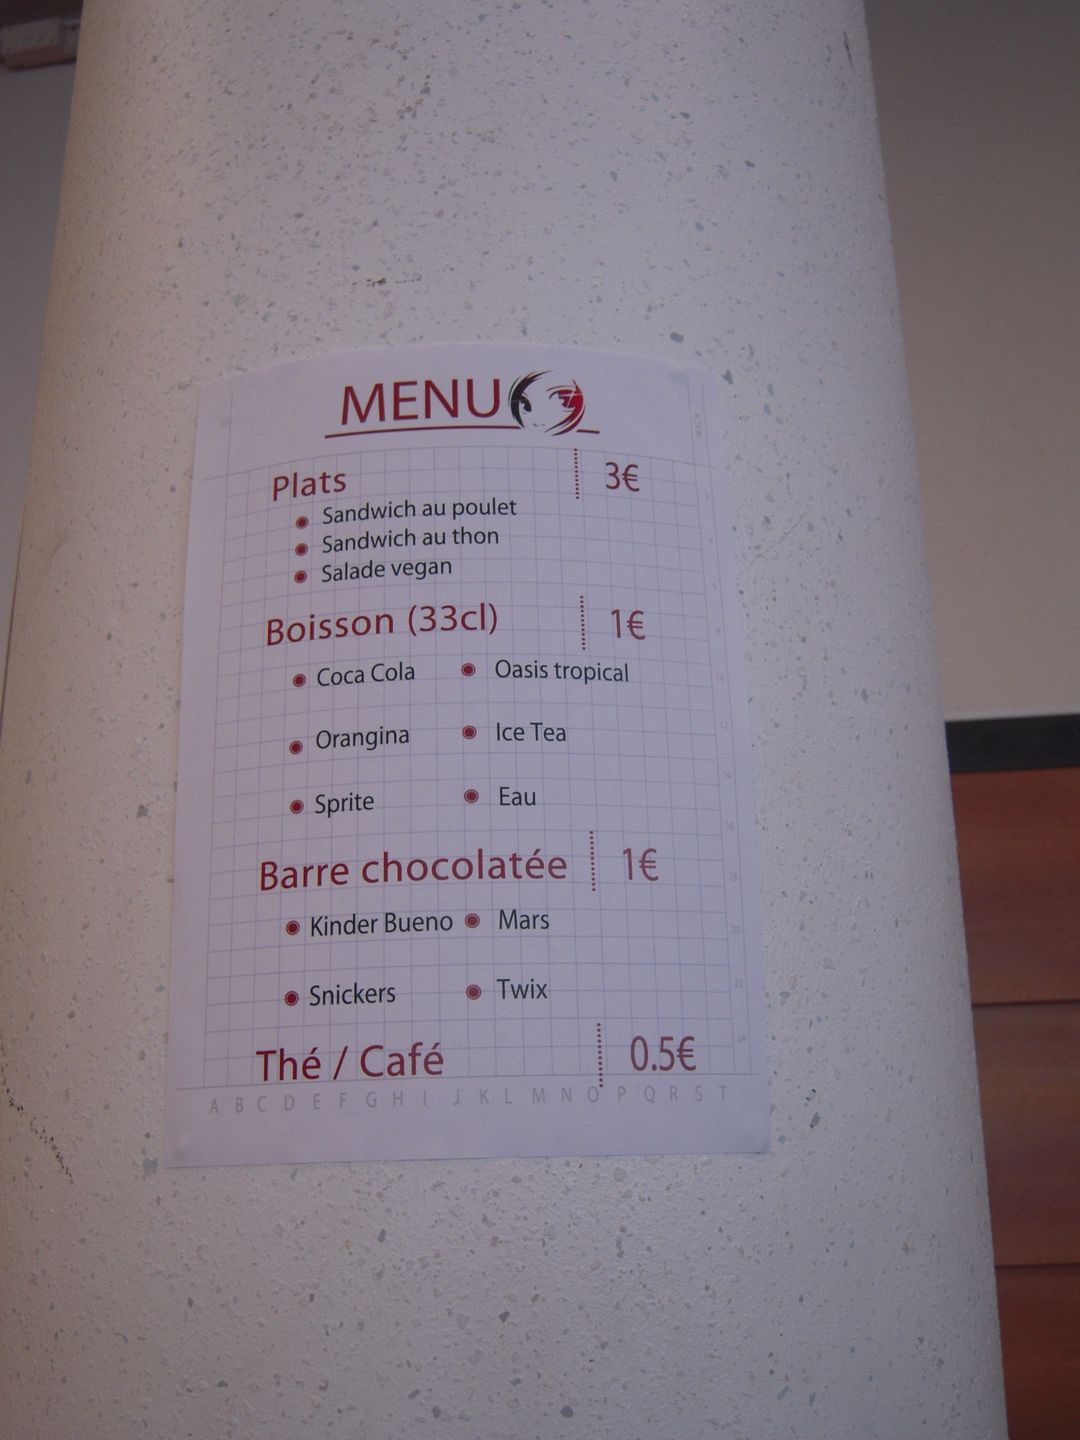 MENU
Plats 3€
Sandwich au poulet
Sandwich au thon
Salade vegan
Boisson (33cl) 1€
Coca Cola Oasis tropical
Orangina Ice Tea
Sprite Eau
Barre chocolatée 1€
Kinder Bueno Mars
Snickers Twix
Thé / Café 0.5€
A B C D E F G H I J K L M N O P Q R S T